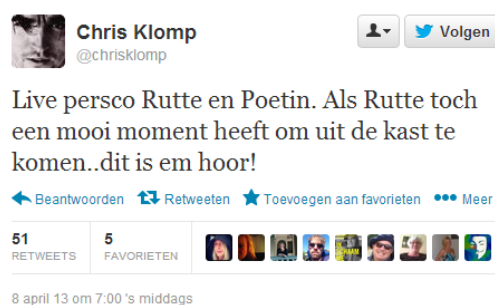 Chris Klomp
@chrisklomp
Volgen
Live persco Rutte en Poetin. Als Rutte toch
een mooi moment heeft om uit de kast te
komen..dit is em hoor!
Beantwoorden Retweeten Toevoegen aan favorieten Meer
51 5
RETWEETS FAVORIETEN
8 april 13 om 7:00 's middags